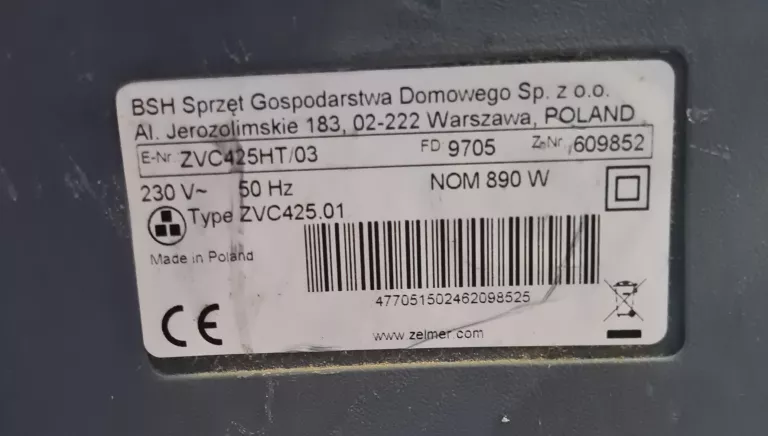 BSH Sprzęt Gospodarstwa Domowego Sp. z o.o.
Al. Jerozolimskie 183, 02-222 Warszawa, POLAND
E-Nr. ZVC425HT/03 FD 9705 Z-Nr. 609852
230 V~ 50 Hz NOM 890 W
Type ZVC425.01
Made in Poland
477051502462098525
CE
www.zelmer.com